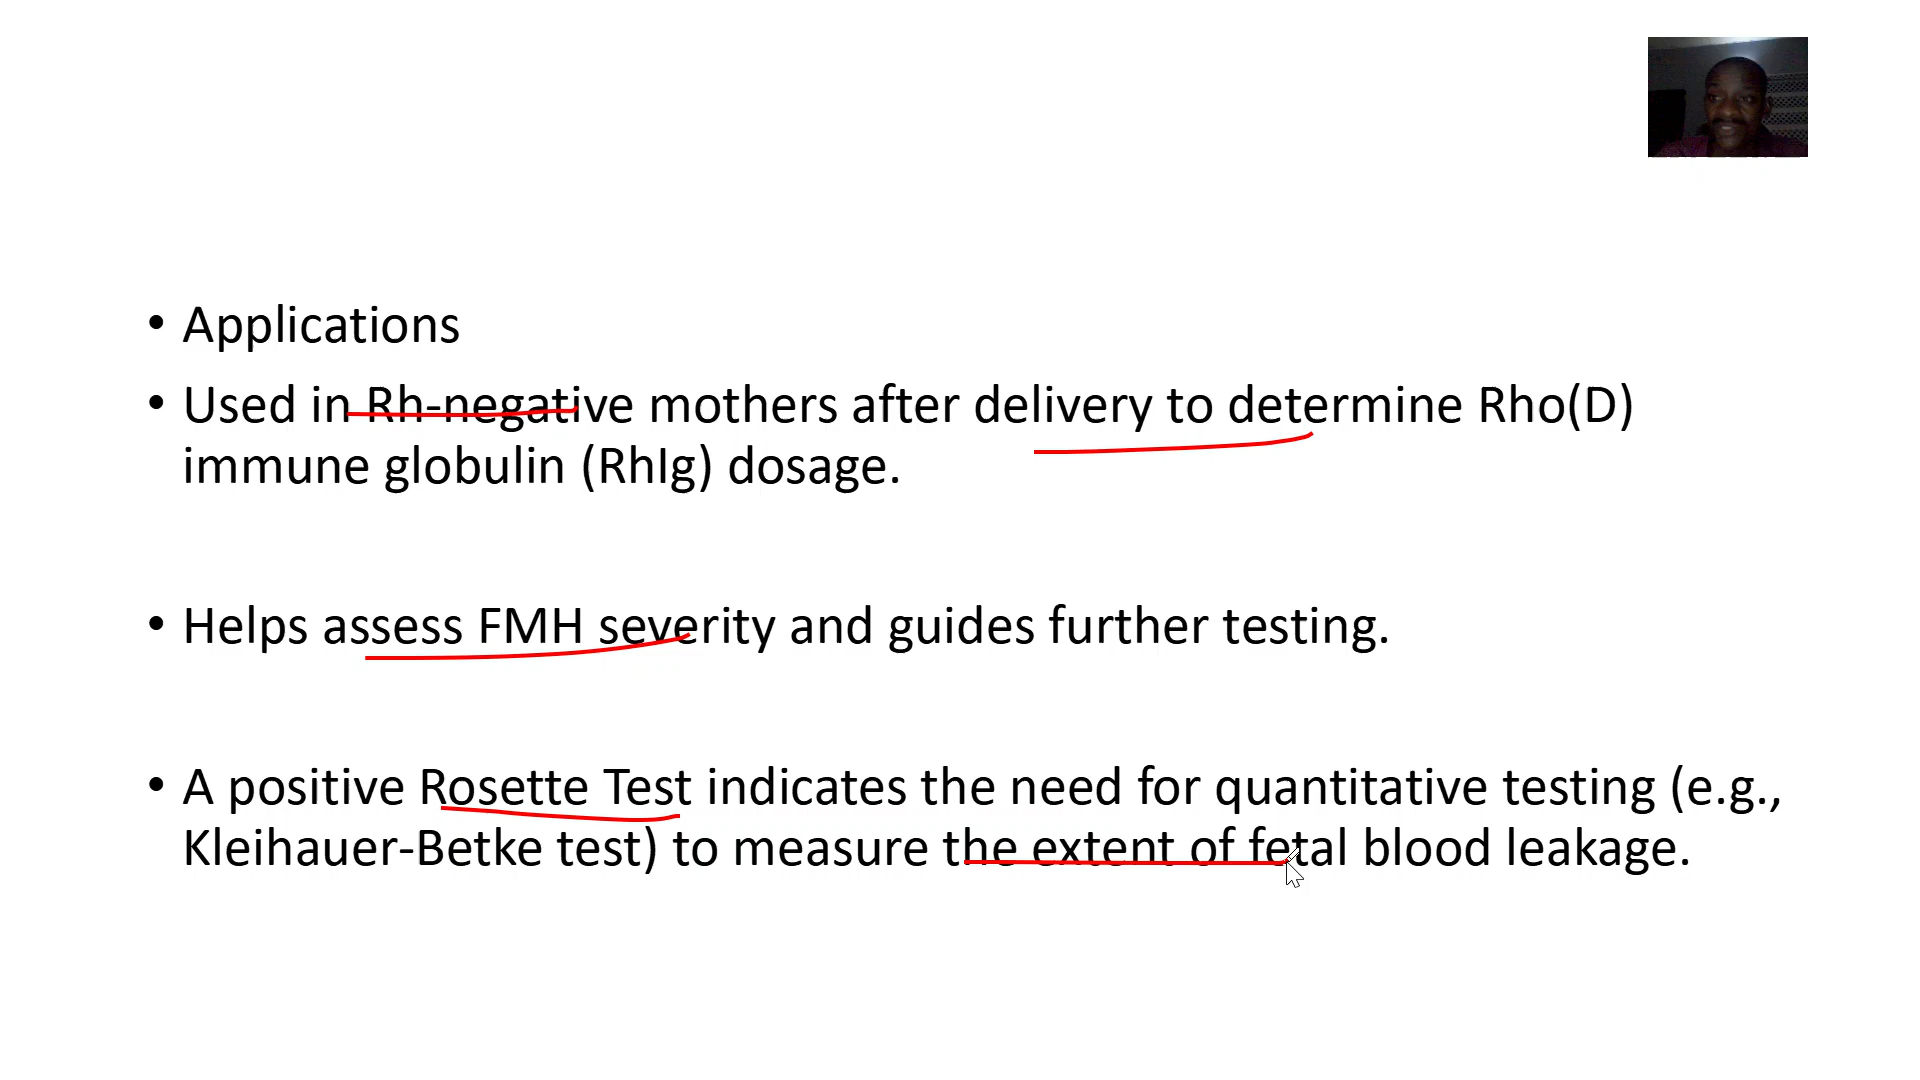 • Applications
• Used in Rh-negative mothers after delivery to determine Rho(D)
immune globulin (RhIg) dosage.
• Helps assess FMH severity and guides further testing.
• A positive Rosette Test indicates the need for quantitative testing (e.g.,
Kleihauer-Betke test) to measure the extent of fetal blood leakage.